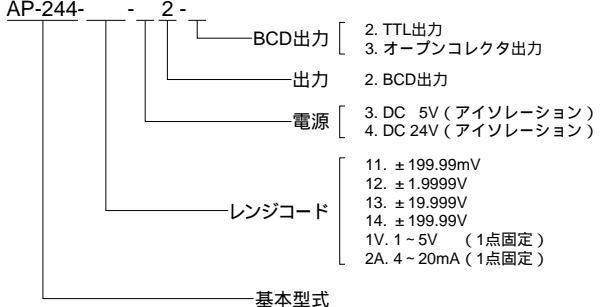 AP-244-    -   2 -
BCD出力
2. TTL出力
3. オープンコレクタ出力
出力
2. BCD出力
電源
3. DC 5V(アイソレーション)
4. DC 24V(アイソレーション)
レンジコード
11. ±199.99mV
12. ±1.9999V
13. ±19.999V
14. ±199.99V
1V. 1~5V (1点固定)
2A. 4~20mA(1点固定)
基本型式